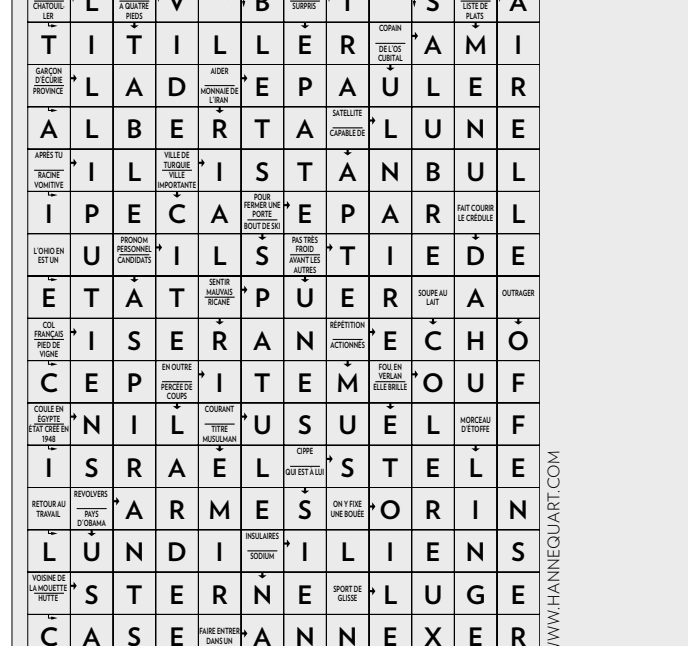 CHATOUIL-
LER
L
A QUATRE
PIEDS
V
B
SURPRIS
T
S
LISTE DE
PLATS
A
T I T I L L E R
COPAIN
DE L'OS
CUBITAL
A M I
GARÇON
D'ÉCURIE
PROVINCE
L A D
AIDER
MONNAIE DE
L'IRAN
E P A U L E R
A L B E R T A
SATELLITE
CAPABLE DE
L U N E
APRÈS TU
RACINE
VOMITIVE
I L
VILLE DE
TURQUIE
VILLE
IMPORTANTE
I S T A N B U L
I P E C A
POUR
FERMER UNE
PORTE
BOUT DE SKI
E P A R
FAIT COURIR
LE CRÉDULE
L
L'OHIO EN
EST UN
U
PRONOM
PERSONNEL
CANDIDATS
I L S
PAS TRÈS
FROID
AVANT LES
AUTRES
T I E D E
E T A T
SENTIR
MAUVAIS
RICANE
P U E R
SOUPE AU
LAIT
A
OUTRAGER
COL
FRANÇAIS
PIED DE
VIGNE
I S E R A N
RÉPÉTITION
ACTIONNÉS
E C H O
C E P
EN OUTRE
PERCÉE DE
COUPS
I T E M
FOU, EN
VERLAN
ELLE BRILLE
O U F
COULE EN
ÉGYPTE
ÉTAT CRÉÉ EN
1948
N I L
COURANT
TITRE
MUSULMAN
U S U E L
MORCEAU
D'ÉTOFFE
F
I S R A E L
CIPPE
QUI EST À LUI
S T E L E
RETOUR AU
TRAVAIL
REVOLVERS
PAYS
D'OBAMA
A R M E S
ON Y FIXE
UNE BOUÉE
O R I N
L U N D I
INSULAIRES
SODIUM
I L I E N S
VOISINE DE
LA MOUETTE
HUTTE
S T E R N E
SPORT DE
GLISSE
L U G E
C A S E
FAIRE ENTRER
DANS UN
A N N E X E R
WWW.HANNEQUART.COM